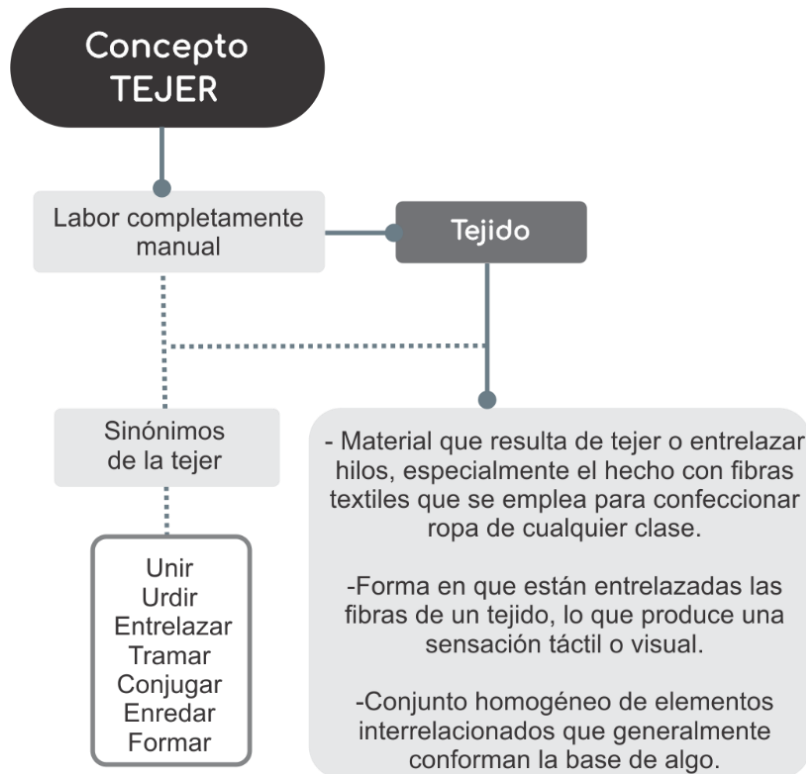 Concepto
TEJER
Labor completamente
manual
Tejido
Sinónimos
de la tejer
Unir
Urdir
Entrelazar
Tramar
Conjugar
Enredar
Formar
- Material que resulta de tejer o entrelazar
hilos, especialmente el hecho con fibras
textiles que se emplea para confeccionar
ropa de cualquier clase.
-Forma en que están entrelazadas las
fibras de un tejido, lo que produce una
sensación táctil o visual.
-Conjunto homogéneo de elementos
interrelacionados que generalmente
conforman la base de algo.